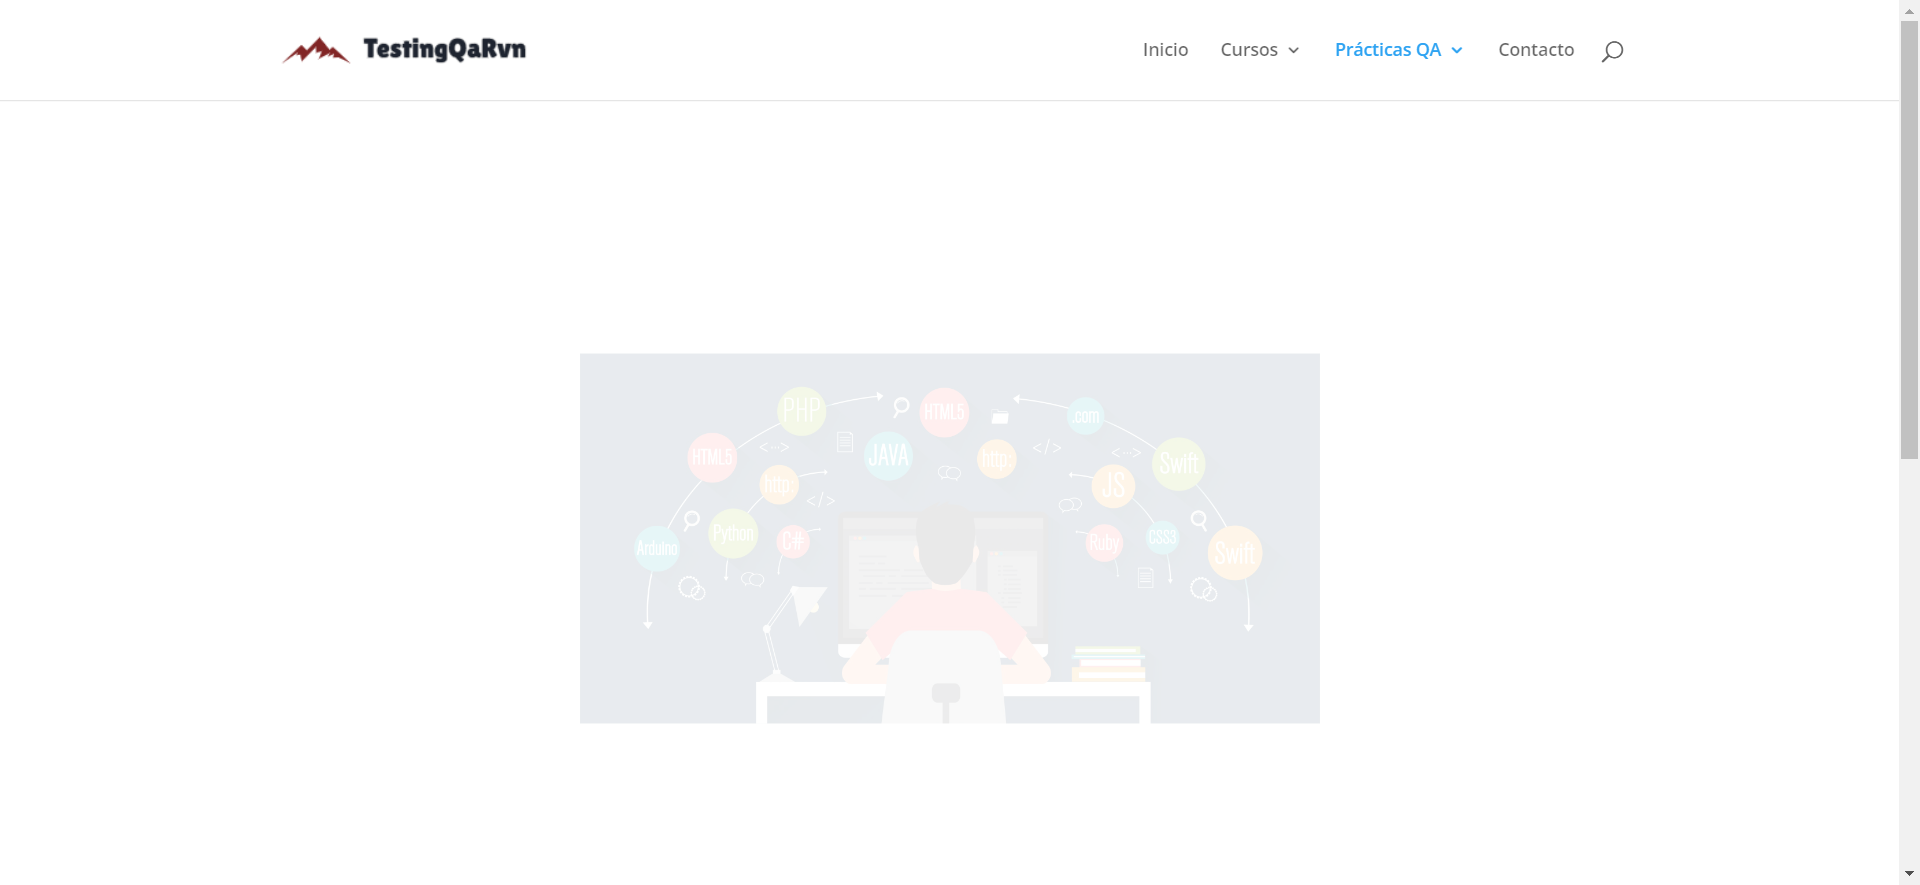 TestingQaRvn
Inicio
Cursos
Prácticas QA
Contacto
PHP
HTML5
.com
HTML5
JAVA
http:
Swift
http:
JS
Python
C#
Ruby
CSS3
Arduino
Swift